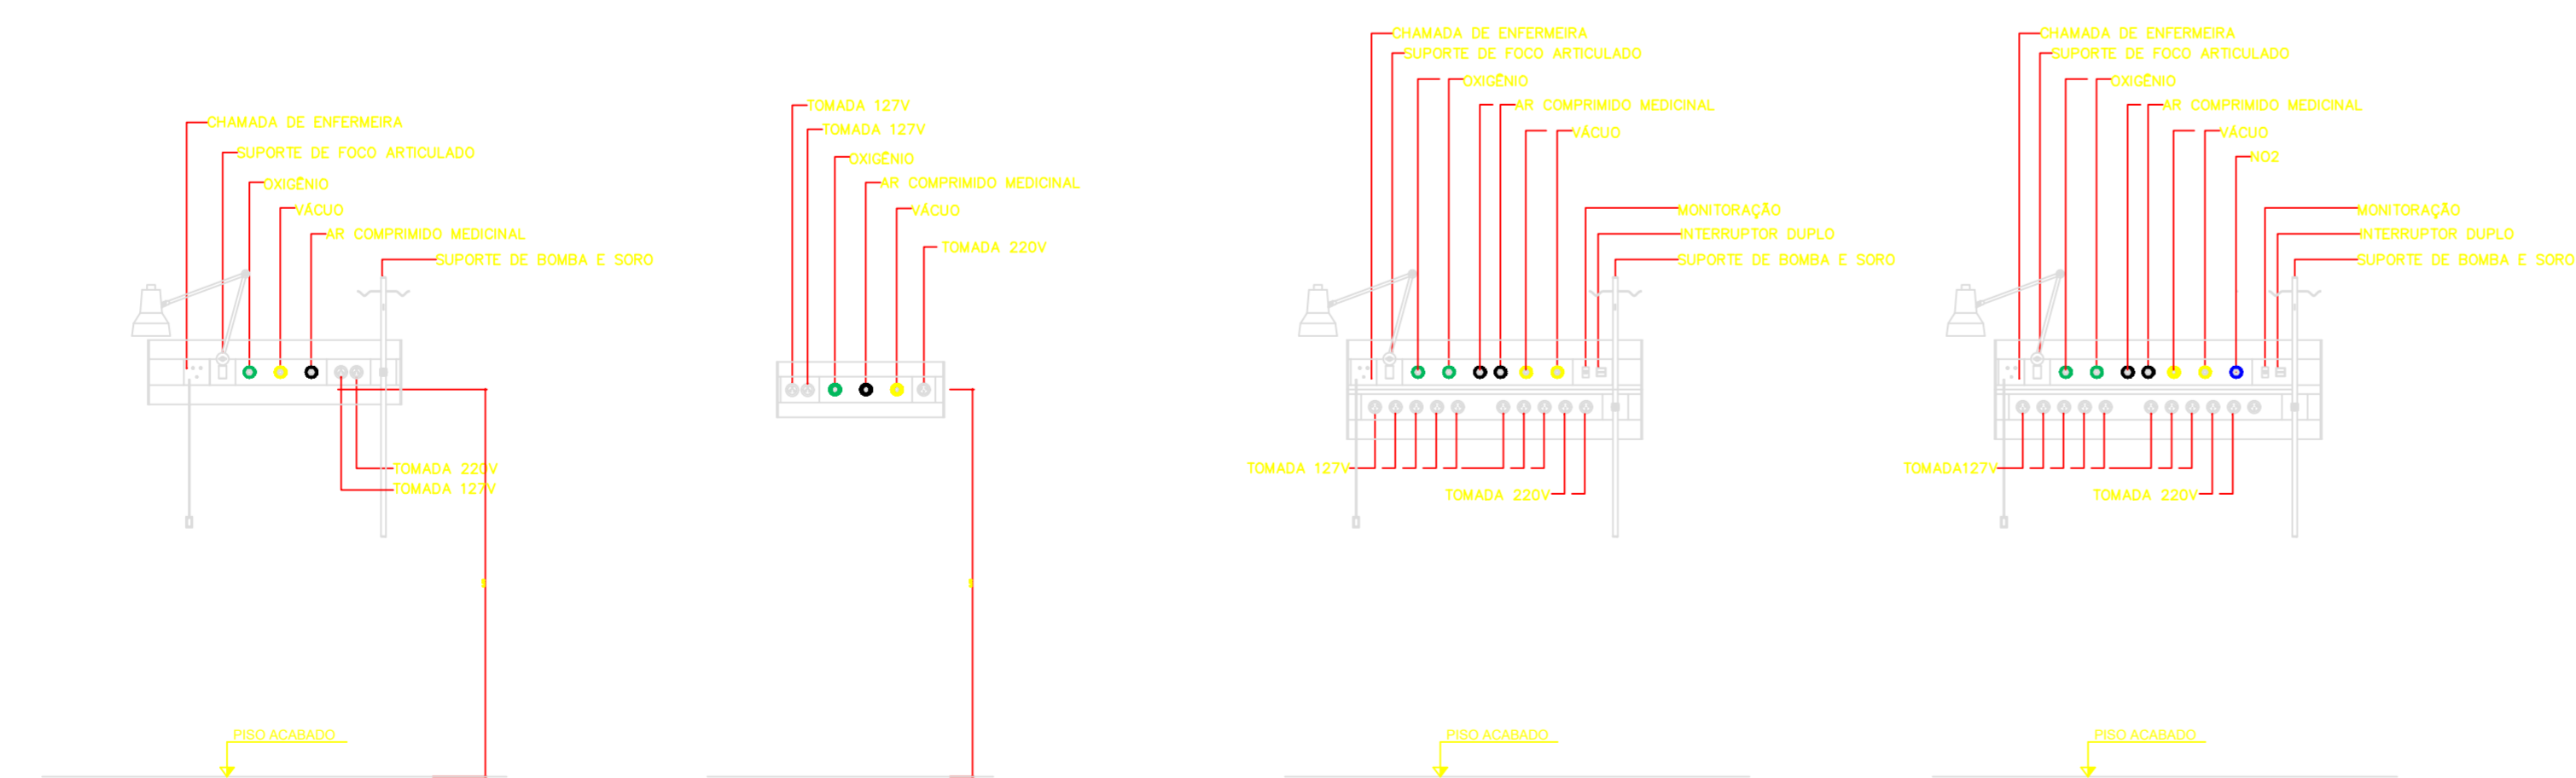 CHAMADA DE ENFERMEIRA
SUPORTE DE FOCO ARTICULADO
OXIGÊNIO
VÁCUO
AR COMPRIMIDO MEDICINAL
SUPORTE DE BOMBA E SORO
TOMADA 220V
TOMADA 127V
PISO ACABADO
TOMADA 127V
TOMADA 127V
OXIGÊNIO
AR COMPRIMIDO MEDICINAL
VÁCUO
TOMADA 220V
CHAMADA DE ENFERMEIRA
SUPORTE DE FOCO ARTICULADO
OXIGÊNIO
AR COMPRIMIDO MEDICINAL
VÁCUO
MONITORAÇÃO
INTERRUPTOR DUPLO
SUPORTE DE BOMBA E SORO
TOMADA 127V
TOMADA 220V
PISO ACABADO
CHAMADA DE ENFERMEIRA
SUPORTE DE FOCO ARTICULADO
OXIGÊNIO
AR COMPRIMIDO MEDICINAL
VÁCUO
NO2
MONITORAÇÃO
INTERRUPTOR DUPLO
SUPORTE DE BOMBA E SORO
TOMADA127V
TOMADA 220V
PISO ACABADO